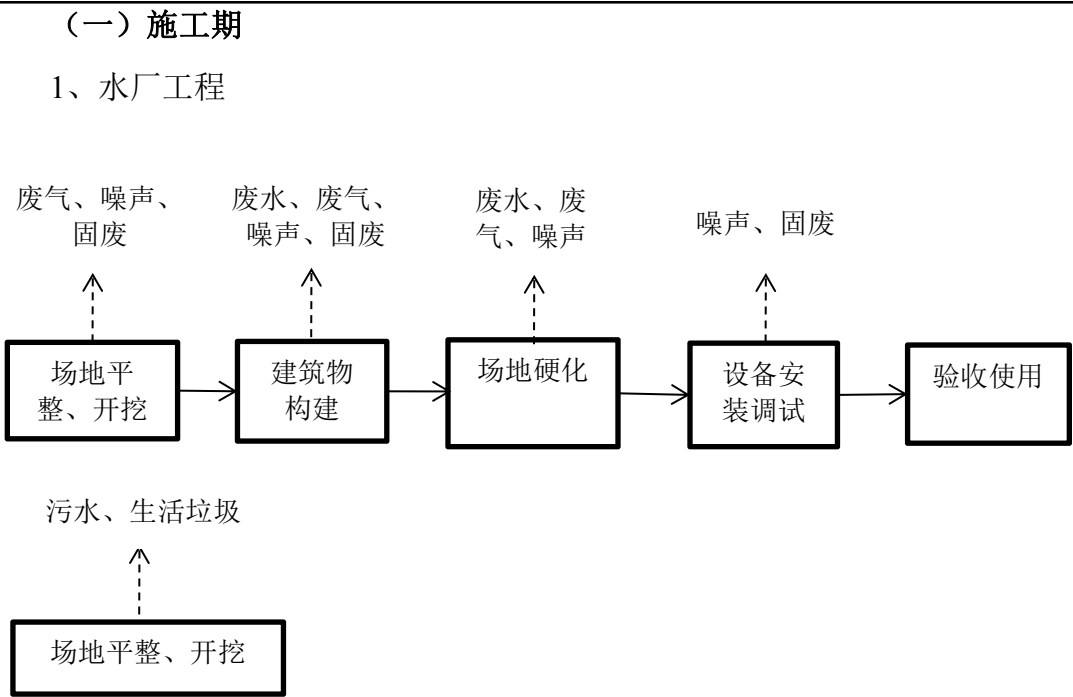 （一）施工期
1、水厂工程
废气、噪声、
固废
废水、废气、
噪声、固废
废水、废
气、噪声
噪声、固废
场地平
整、开挖
建筑物
构建
场地硬化
设备安
装调试
验收使用
污水、生活垃圾
场地平整、开挖